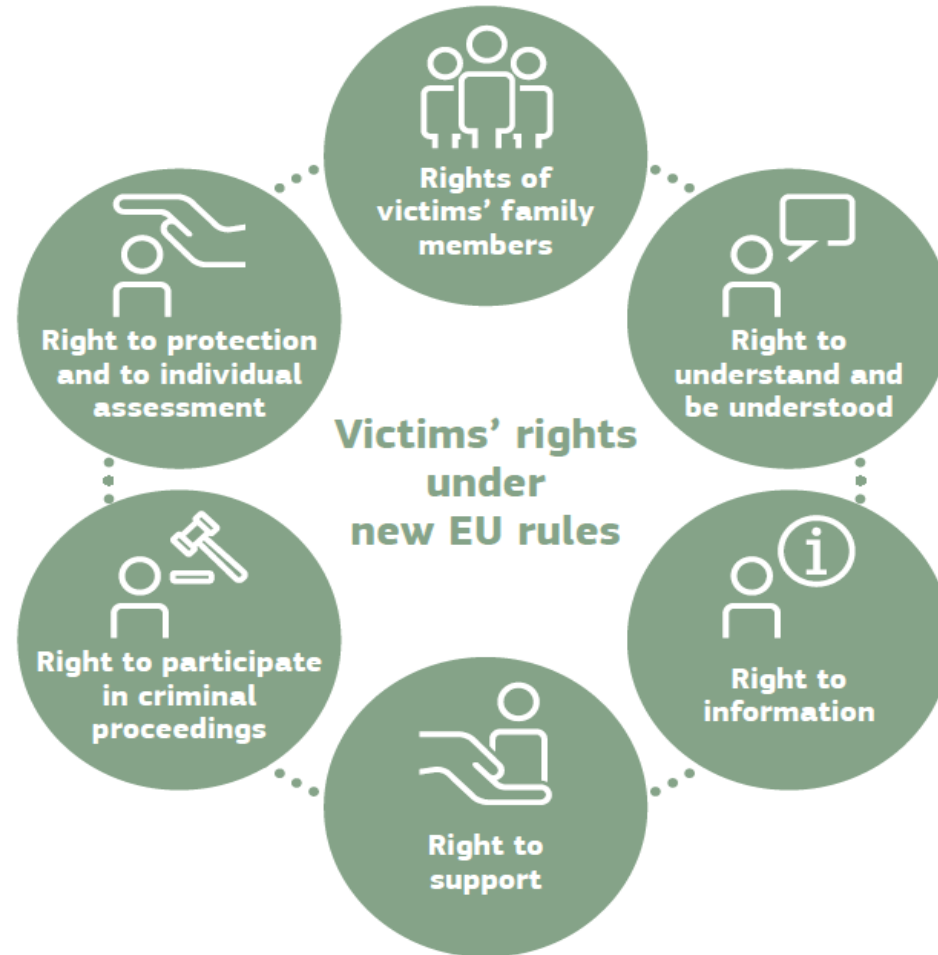 Rights of
victims’ family
members
Right to
understand and
be understood
Right to
information
Right to
support
Right to participate
in criminal
proceedings
Right to protection
and to individual
assessment
Victims’ rights
under
new EU rules
i